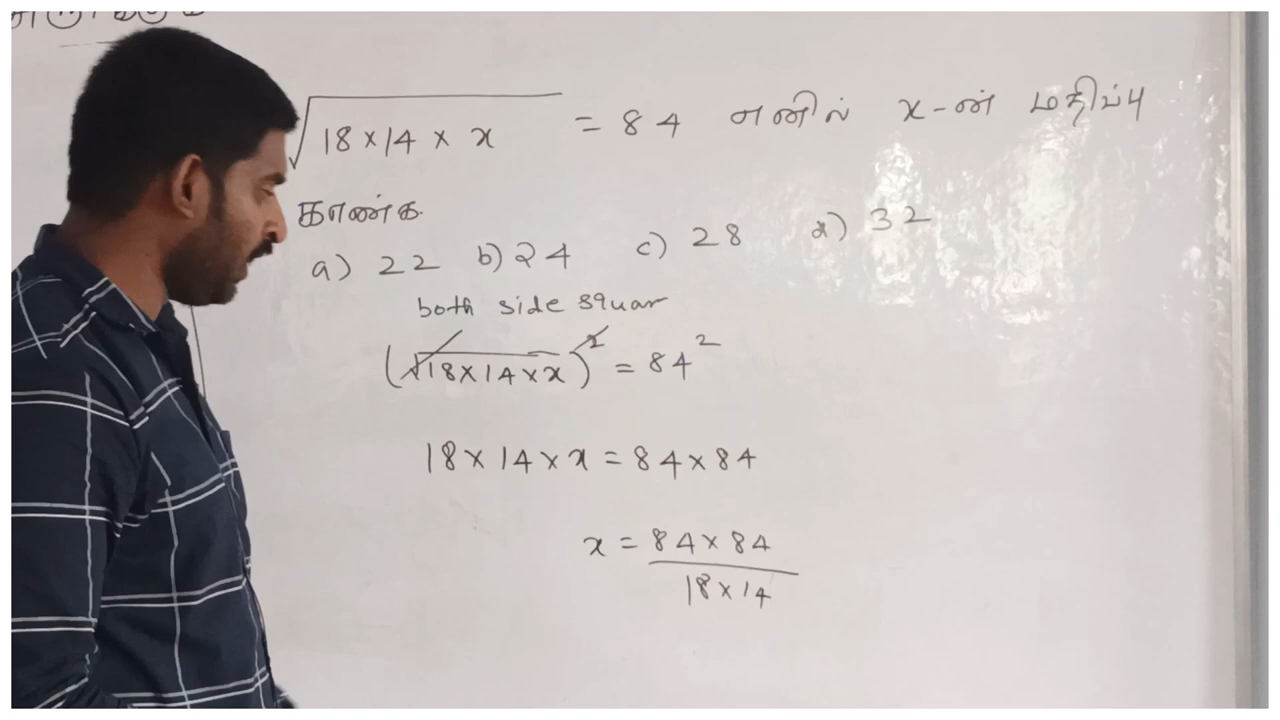 √18×14×x = 84 எனில் x-ன் மதிப்பு
காண்க.
a) 22 b) 24 c) 28 d) 32
both side squar
(√18×14×x)² = 84²
18×14×x = 84×84
x = 84×84
18×14